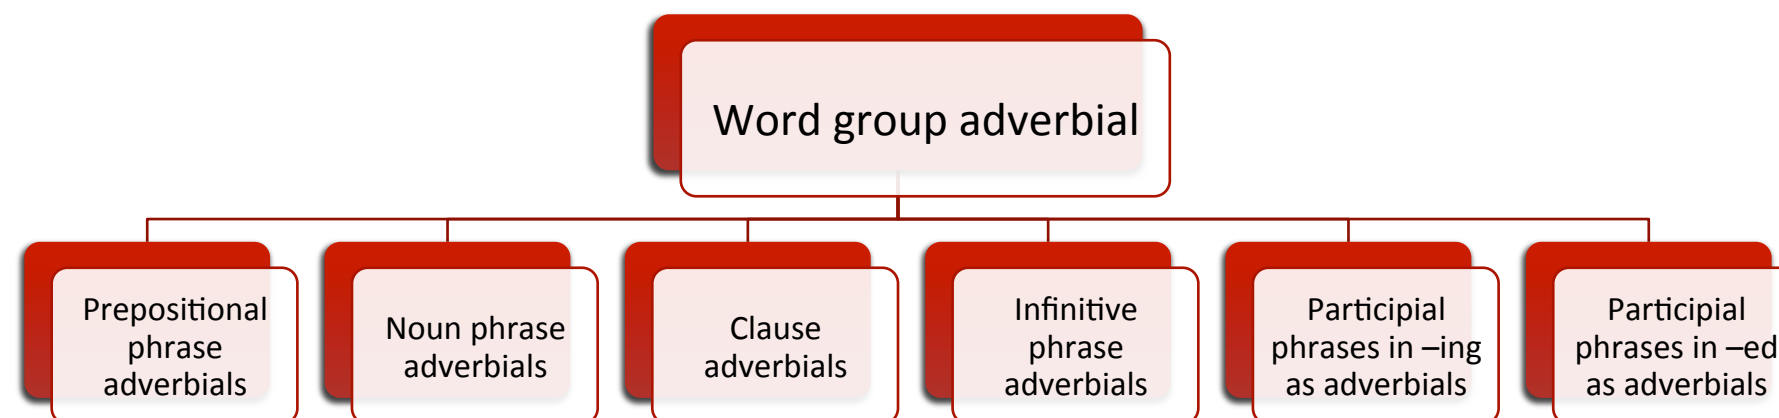 Word group adverbial
Prepositional
phrase
adverbials
Noun phrase
adverbials
Clause
adverbials
Infinitive
phrase
adverbials
Participial
phrases in –ing
as adverbials
Participial
phrases in –ed
as adverbials